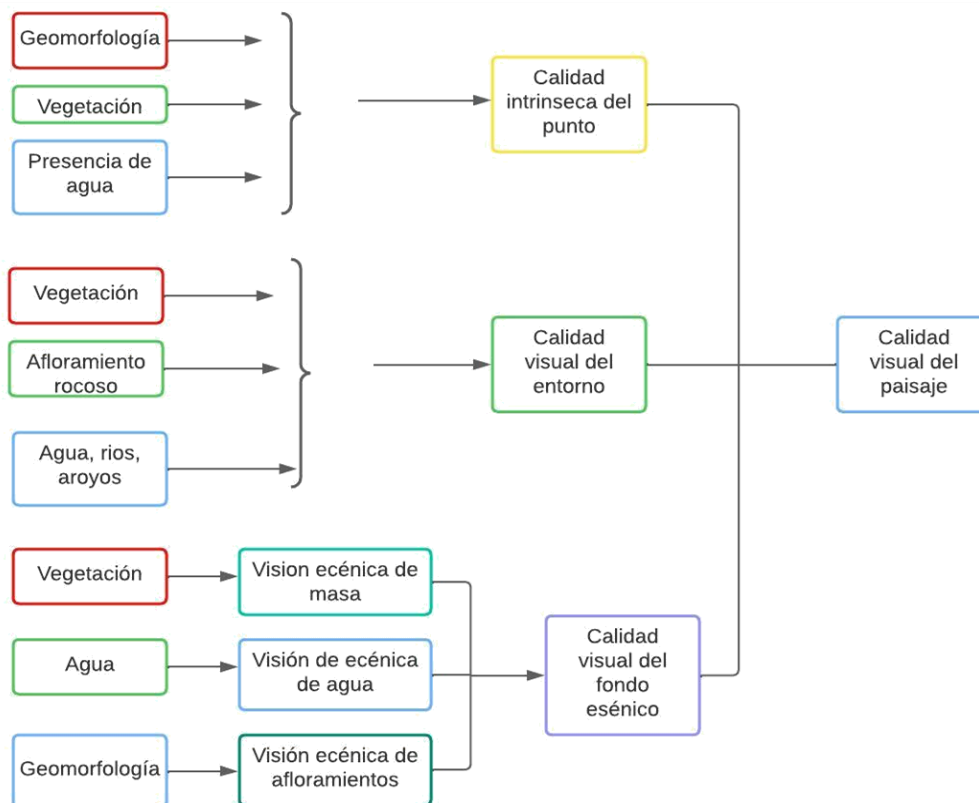 Geomorfología
Vegetación
Presencia de
agua
Calidad
intrinseca del
punto
Vegetación
Afloramiento
rocoso
Agua, rios,
aroyos
Calidad
visual del
entorno
Calidad
visual del
paisaje
Vegetación
Vision ecénica de
masa
Agua
Visión de ecénica
de agua
Geomorfología
Visión ecénica de
afloramientos
Calidad
visual del
fondo
esénico